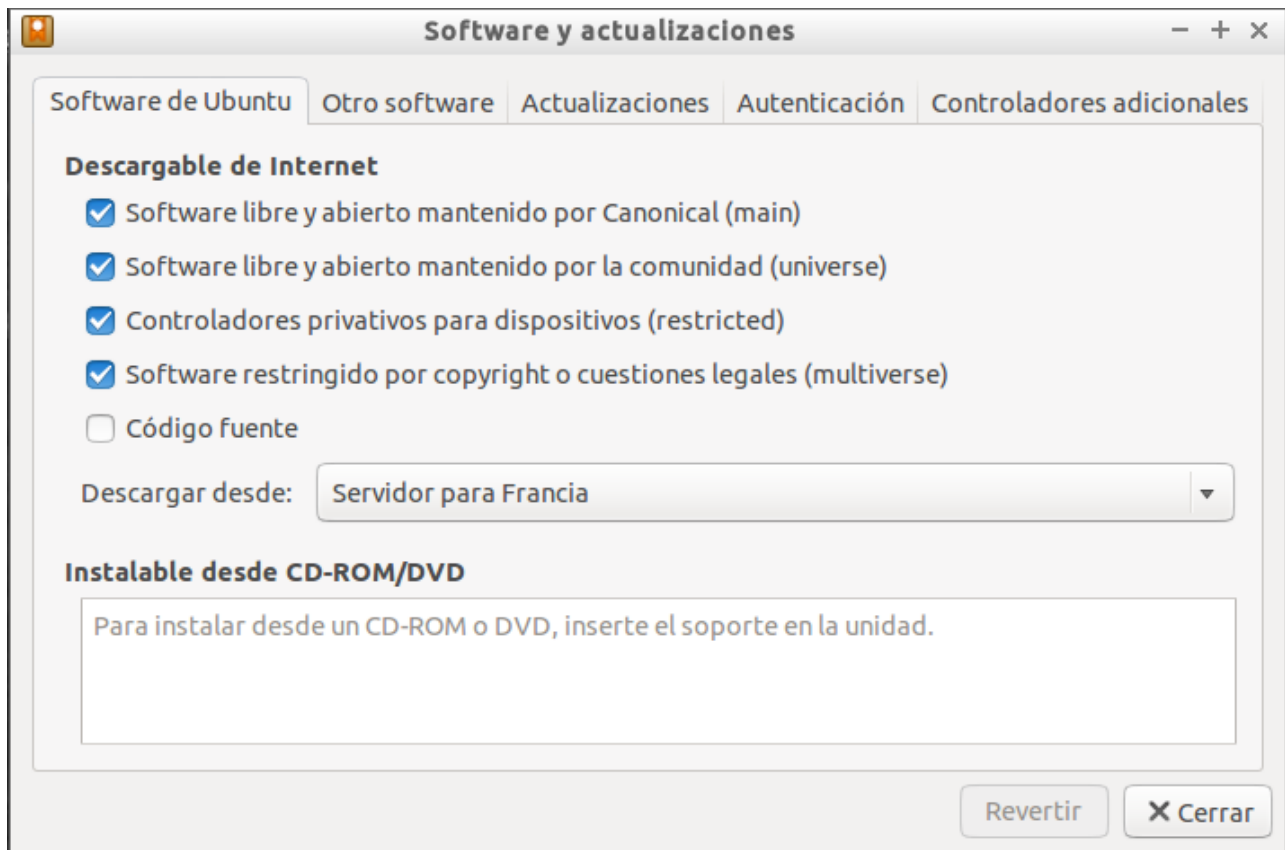 Software y actualizaciones
Software de Ubuntu Otro software Actualizaciones Autenticación Controladores adicionales
Descargable de Internet
Software libre y abierto mantenido por Canonical (main)
Software libre y abierto mantenido por la comunidad (universe)
Controladores privativos para dispositivos (restricted)
Software restringido por copyright o cuestiones legales (multiverse)
Código fuente
Descargar desde: Servidor para Francia
Instalable desde CD-ROM/DVD
Para instalar desde un CD-ROM o DVD, inserte el soporte en la unidad.
Revertir Cerrar